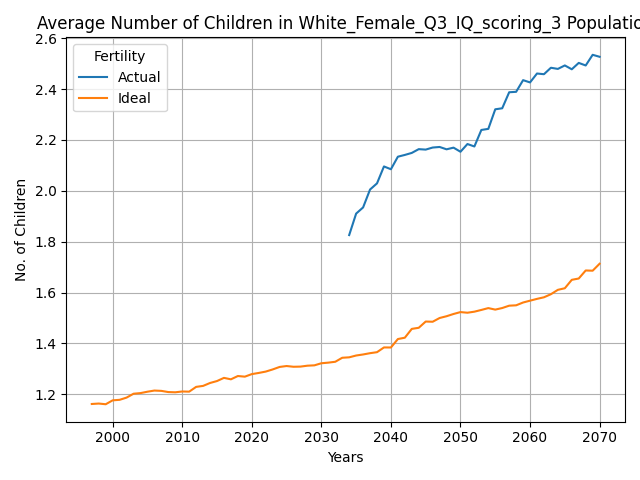 Average Number of Children in White_Female_Q3_IQ_scoring_3 Populatio
2.6
2.4
2.2
2.0
1.8
1.6
1.4
1.2
No. of Children
Fertility
Actual
Ideal
2000 2010 2020 2030 2040 2050 2060 2070
Years